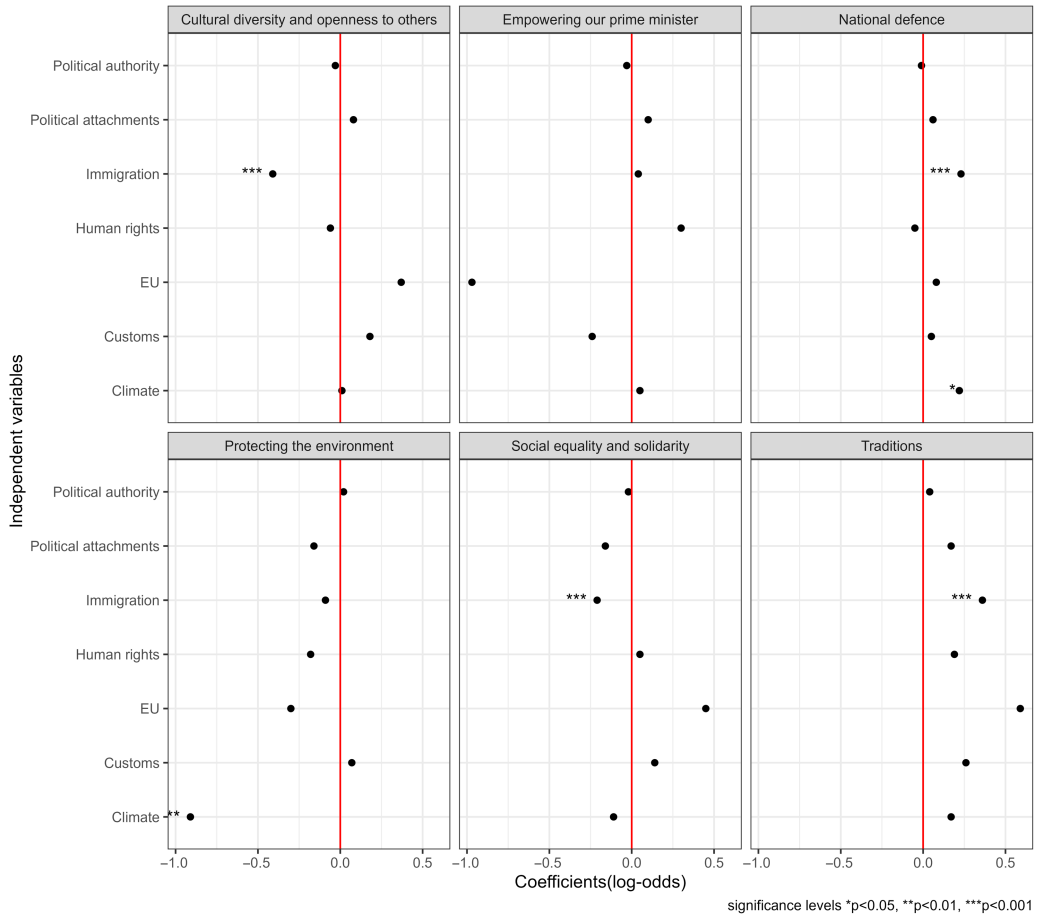 Cultural diversity and openness to others
Empowering our prime minister
National defence
Political authority
Political attachments
Immigration
***
***
Human rights
EU
Customs
Climate
*
Independent variables
Protecting the environment
Social equality and solidarity
Traditions
Political authority
Political attachments
Immigration
***
***
Human rights
EU
Customs
Climate
**
−1.0 −0.5 0.0 0.5
−1.0 −0.5 0.0 0.5
−1.0 −0.5 0.0 0.5
Coefficients(log-odds)
significance levels *p<0.05, **p<0.01, ***p<0.001